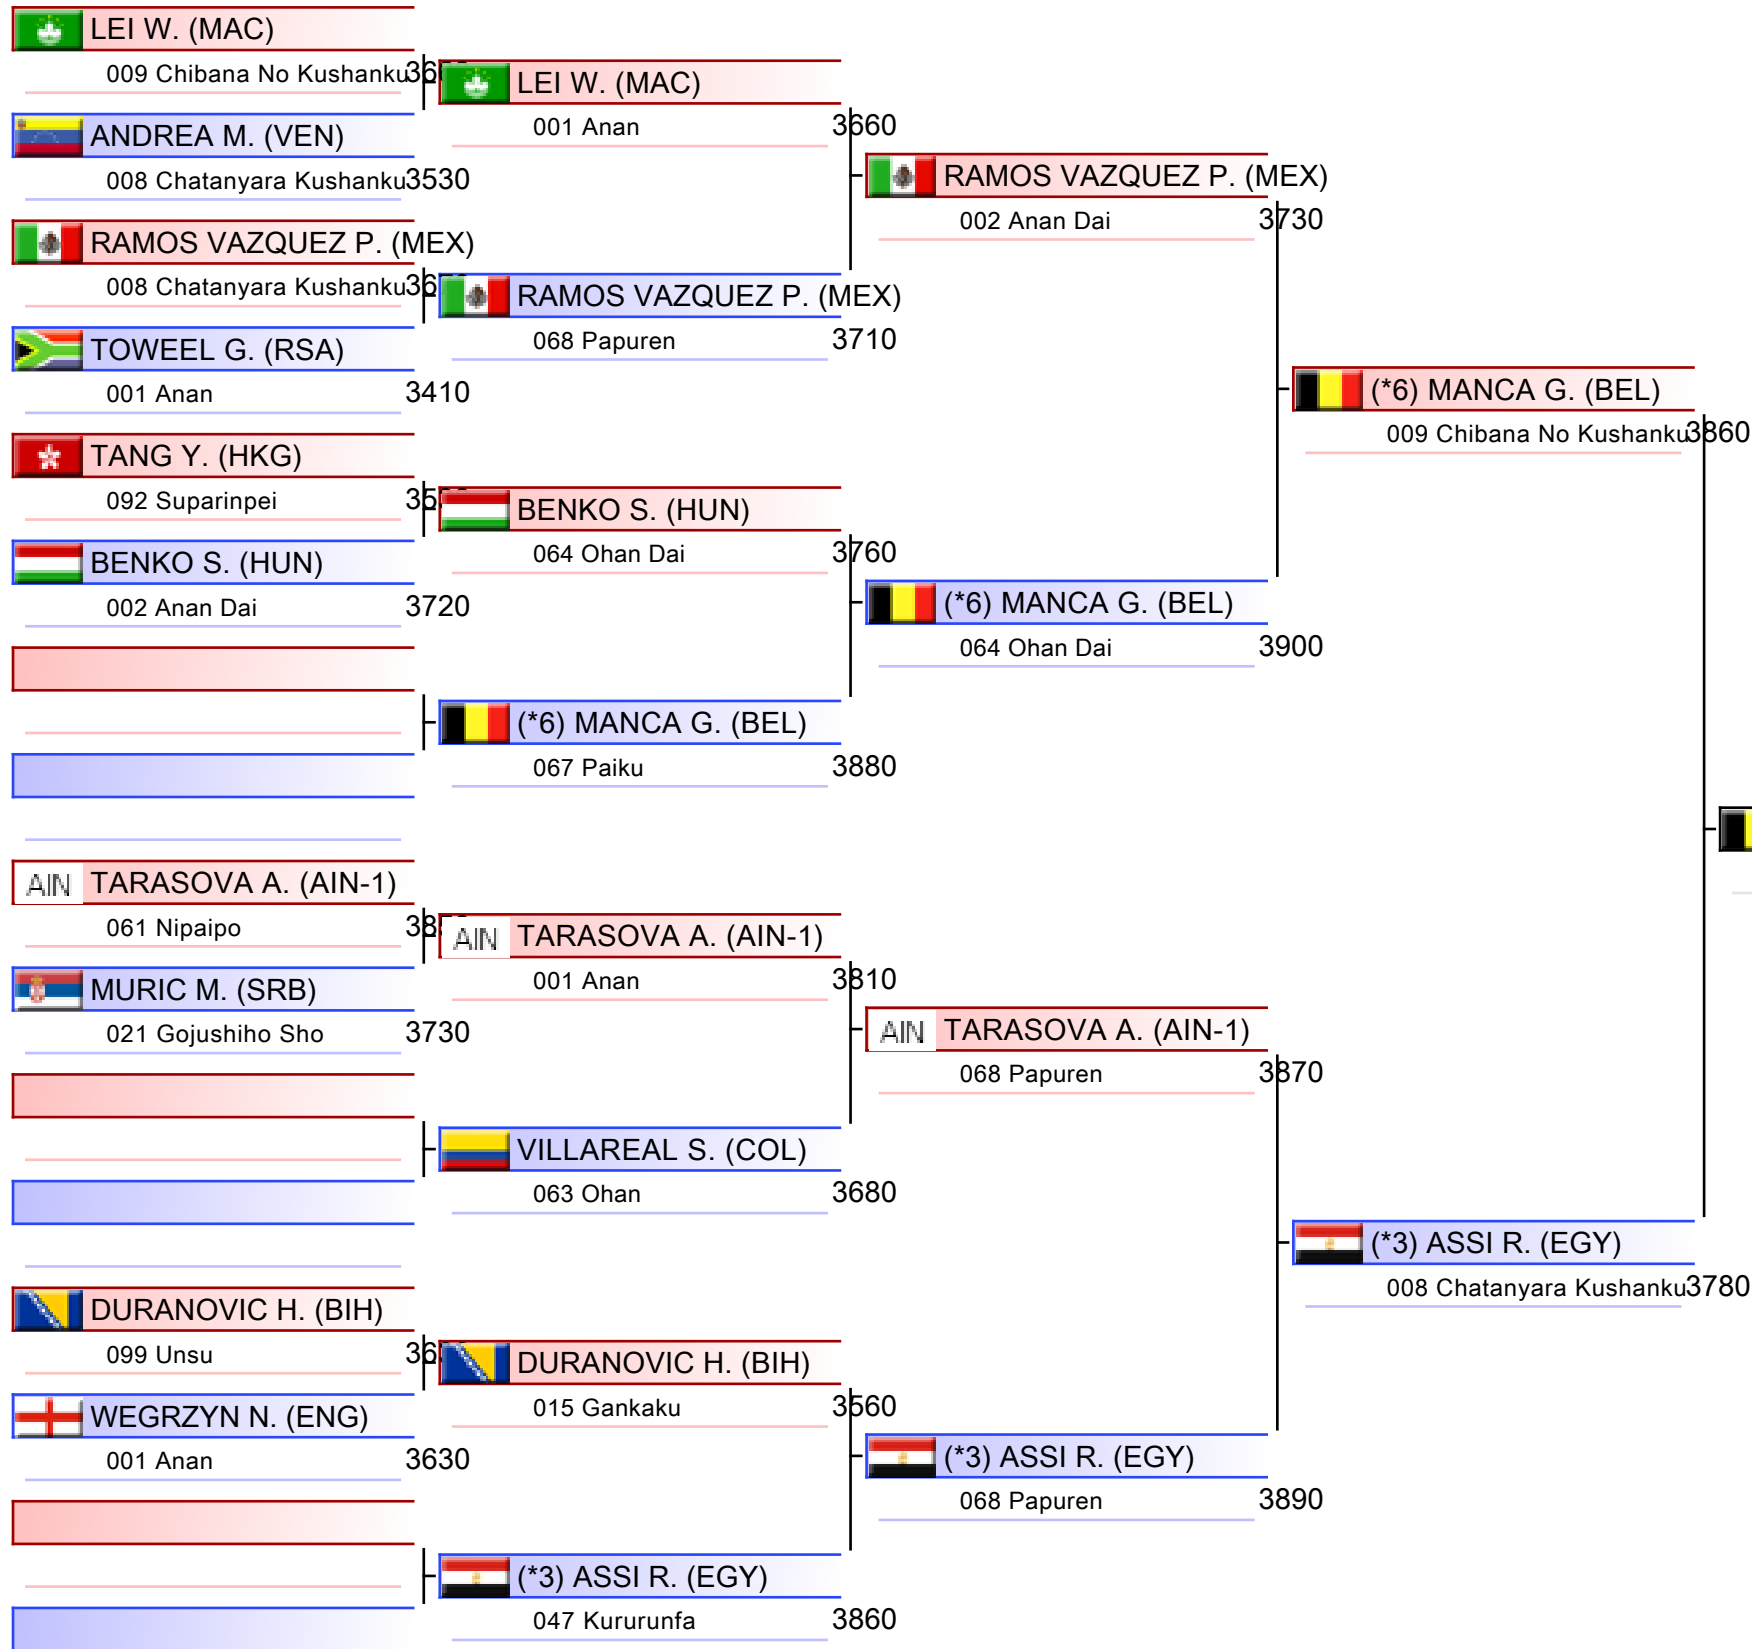 LEI W. (MAC)
009 Chibana No Kushanku
ANDREA M. (VEN)
008 Chatanyara Kushanku 3530
RAMOS VAZQUEZ P. (MEX)
008 Chatanyara Kushanku
TOWEEL G. (RSA)
001 Anan 3410
TANG Y. (HKG)
092 Suparinpei
BENKO S. (HUN)
002 Anan Dai 3720
AIN TARASOVA A. (AIN-1)
061 Nipaipo
MURIC M. (SRB)
021 Gojushiho Sho 3730
DURANOVIC H. (BIH)
099 Unsu
WEGRZYN N. (ENG)
001 Anan 3630
LEI W. (MAC)
001 Anan 3660
RAMOS VAZQUEZ P. (MEX)
068 Papuren 3710
BENKO S. (HUN)
064 Ohan Dai 3760
(*6) MANCA G. (BEL)
067 Paiku 3880
AIN TARASOVA A. (AIN-1)
001 Anan 3810
VILLAREAL S. (COL)
063 Ohan 3680
DURANOVIC H. (BIH)
015 Gankaku 3560
(*3) ASSI R. (EGY)
047 Kururunfa 3860
RAMOS VAZQUEZ P. (MEX)
002 Anan Dai 3730
(*6) MANCA G. (BEL)
064 Ohan Dai 3900
AIN TARASOVA A. (AIN-1)
068 Papuren 3870
(*3) ASSI R. (EGY)
068 Papuren 3890
(*6) MANCA G. (BEL)
009 Chibana No Kushanku 3860
(*3) ASSI R. (EGY)
008 Chatanyara Kushanku 3780